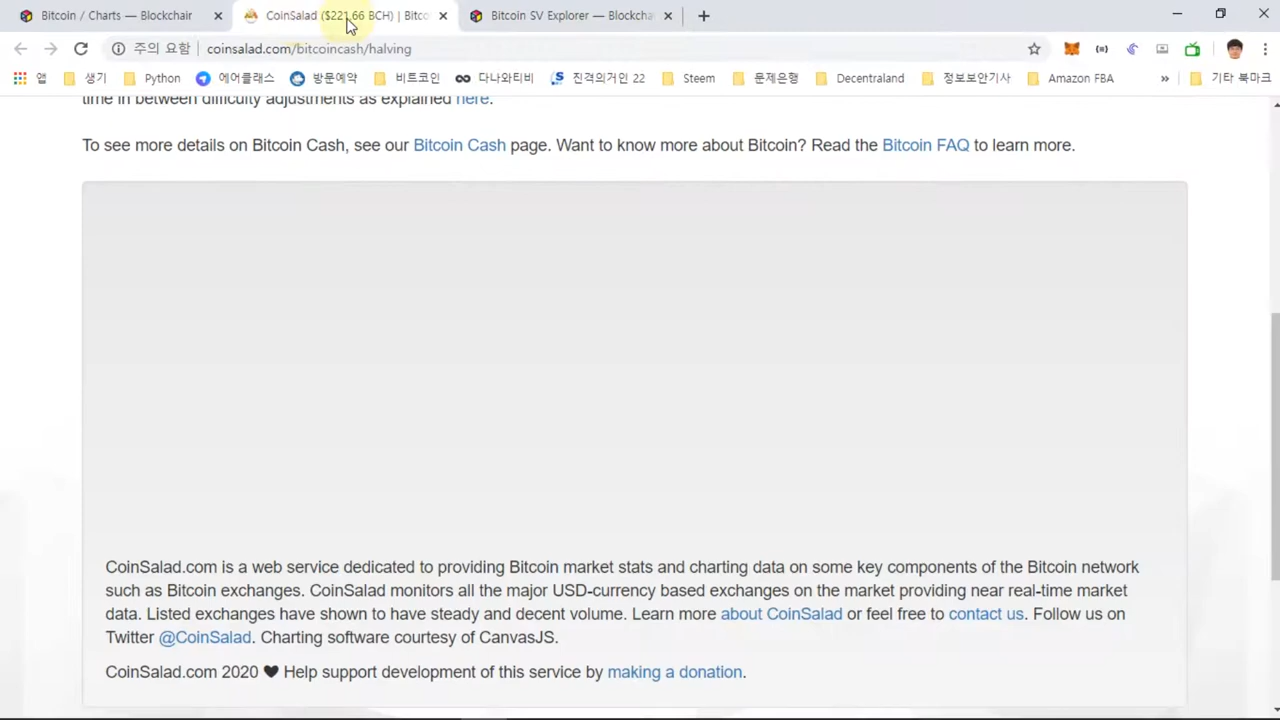 Bitcoin / Charts — Blockchair
CoinSalad ($221.66 BCH) | Bitco
Bitcoin SV Explorer — Blockcha
주의 요함
coinsalad.com/bitcoincash/halving
앱
생기
Python
에어클래스
방문예약
비트코인
다나와티비
진격의거인 22
Steem
문제은행
Decentraland
정보보안기사
Amazon FBA
»
기타 북마크
time in between difficulty adjustments as explained here.
To see more details on Bitcoin Cash, see our Bitcoin Cash page. Want to know more about Bitcoin? Read the Bitcoin FAQ to learn more.
CoinSalad.com is a web service dedicated to providing Bitcoin market stats and charting data on some key components of the Bitcoin network
such as Bitcoin exchanges. CoinSalad monitors all the major USD-currency based exchanges on the market providing near real-time market
data. Listed exchanges have shown to have steady and decent volume. Learn more about CoinSalad or feel free to contact us. Follow us on
Twitter @CoinSalad. Charting software courtesy of CanvasJS.
CoinSalad.com 2020 ♥ Help support development of this service by making a donation.